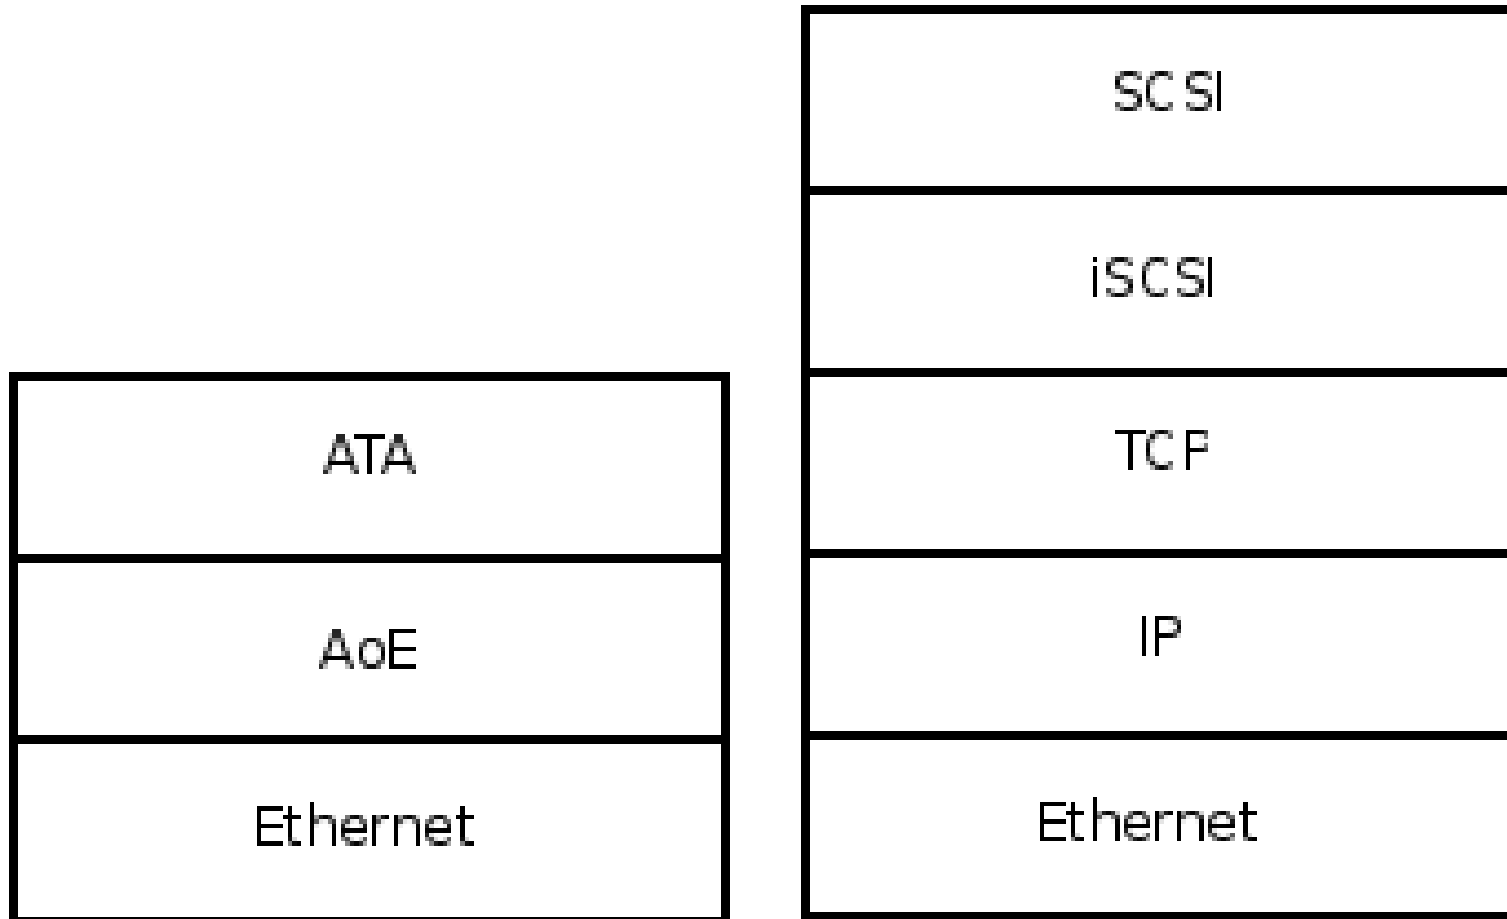 ATA
AoE
Ethernet
SCSI
iSCSI
TCP
IP
Ethernet